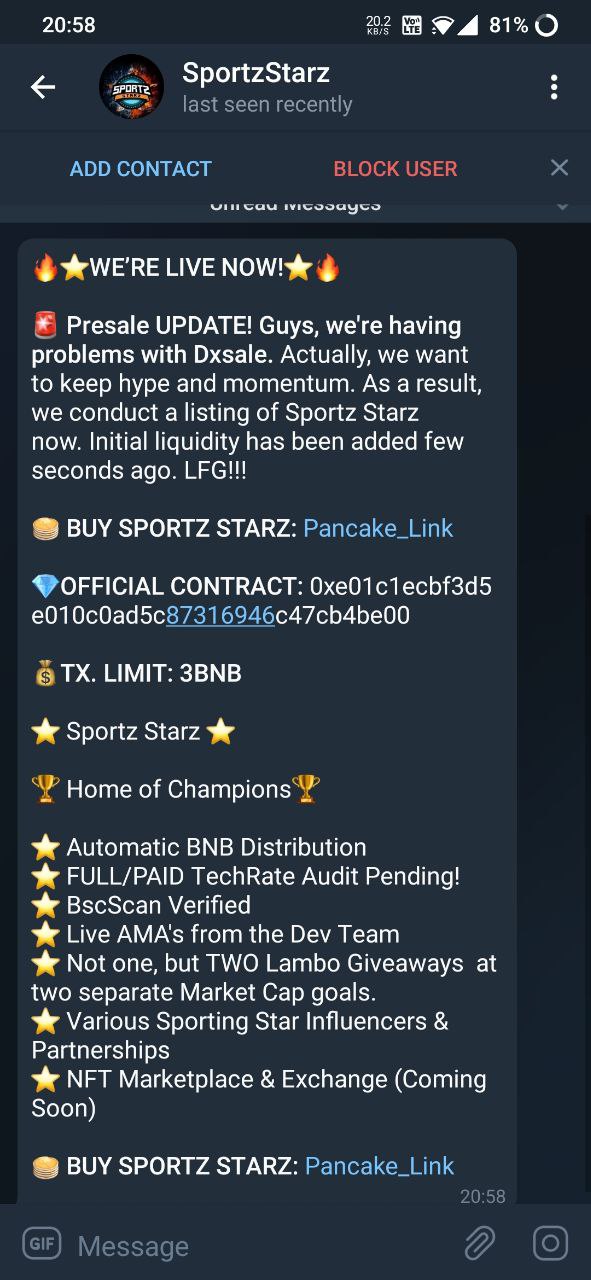 20:58
20.2
KB/S
Vo)
LTE
81%
SPORTZ
STARZ
SportzStarz
last seen recently
ADD CONTACT
BLOCK USER
Unread Messages
🔥⭐WE'RE LIVE NOW!⭐🔥
🚨 Presale UPDATE! Guys, we're having
problems with Dxsale. Actually, we want
to keep hype and momentum. As a result,
we conduct a listing of Sportz Starz
now. Initial liquidity has been added few
seconds ago. LFG!!!
🥞 BUY SPORTZ STARZ: Pancake_Link
💎OFFICIAL CONTRACT: 0xe01c1ecbf3d5
e010c0ad5c87316946c47cb4be00
💰TX. LIMIT: 3BNB
⭐ Sportz Starz ⭐
🏆 Home of Champions🏆
⭐ Automatic BNB Distribution
⭐ FULL/PAID TechRate Audit Pending!
⭐ BscScan Verified
⭐ Live AMA's from the Dev Team
⭐ Not one, but TWO Lambo Giveaways  at
two separate Market Cap goals.
⭐ Various Sporting Star Influencers &
Partnerships
⭐ NFT Marketplace & Exchange (Coming
Soon)
🥞 BUY SPORTZ STARZ: Pancake_Link
20:58
GIF
Message